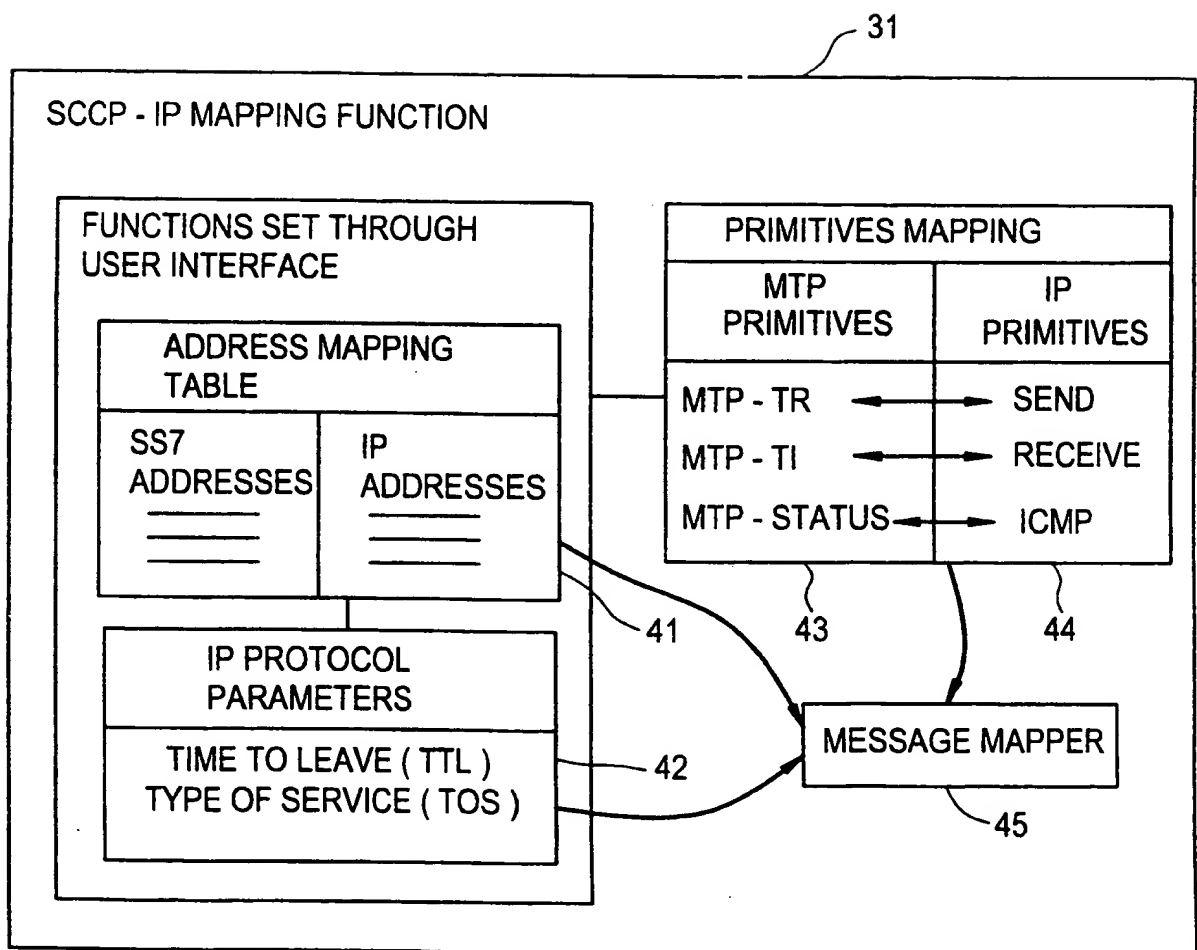 31
SCCP - IP MAPPING FUNCTION
FUNCTIONS SET THROUGH
USER INTERFACE
ADDRESS MAPPING
TABLE
SS7
ADDRESSES
IP
ADDRESSES
41
IP PROTOCOL
PARAMETERS
TIME TO LEAVE ( TTL )
TYPE OF SERVICE ( TOS )
42
PRIMITIVES MAPPING
MTP
PRIMITIVES
IP
PRIMITIVES
MTP - TR SEND
MTP - TI RECEIVE
MTP - STATUS ICMP
43
44
MESSAGE MAPPER
45